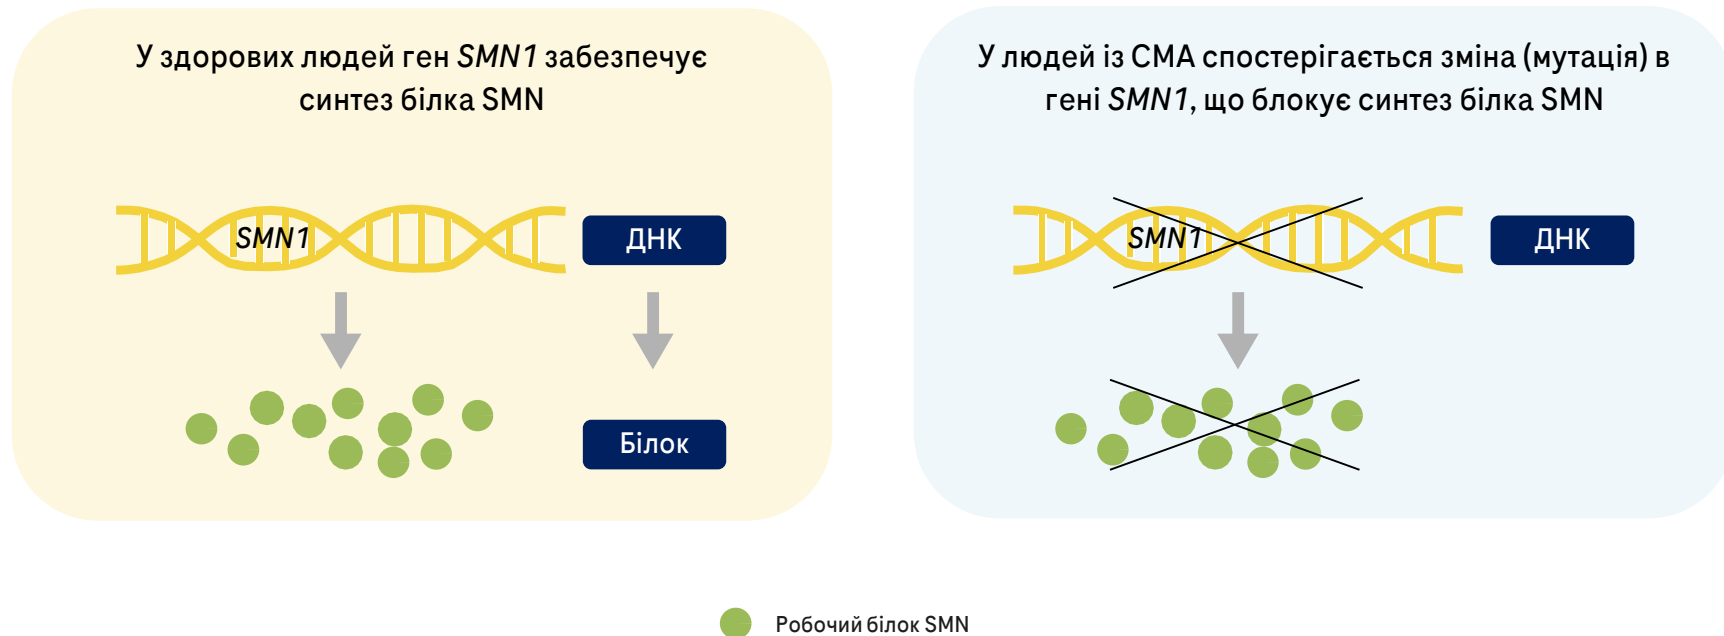 У здорових людей ген SMN1 забезпечує
синтез білка SMN
SMN1
ДНК
Білок
У людей із СМА спостерігається зміна (мутація) в
гені SMN1, що блокує синтез білка SMN
SMN1
ДНК
Робочий білок SMN